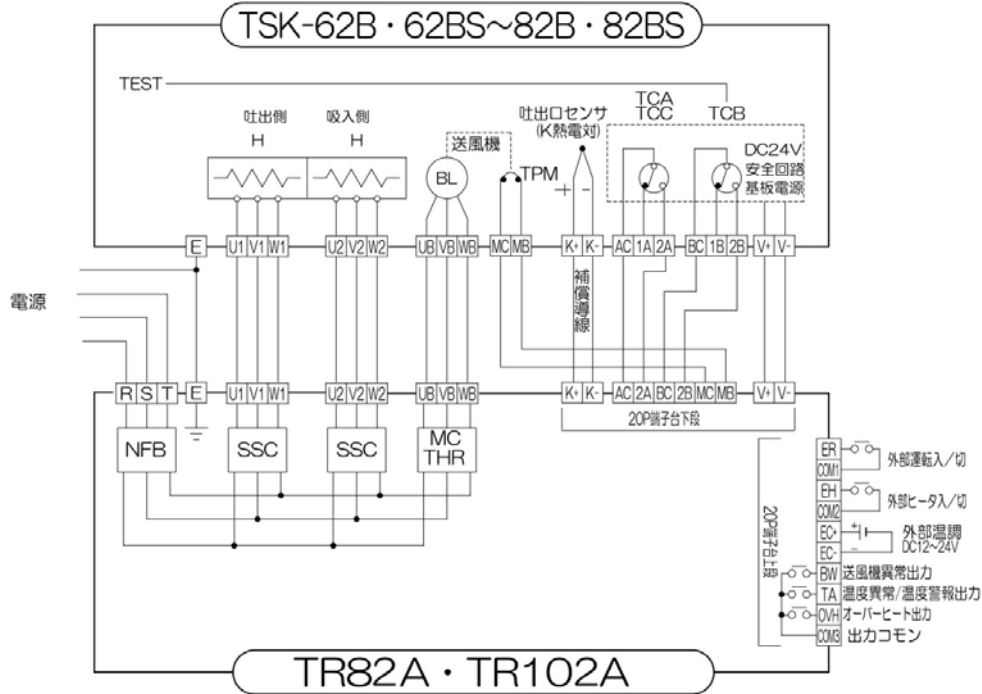 TSK-62B・62BS~82B・82BS
TEST
吐出側
H
吸入側
H
送風機
BL
TPM
吐出口センサ
(K熱電対)
+ -
TCA
TCC
TCB
DC24V
安全回路
基板電源
E U1 V1 W1 U2 V2 W2 UB VB WB MC MB K+ K- AC 1A 2A BC 1B 2B V+ V-
電源
補償導線
R S T E U1 V1 W1 U2 V2 W2 UB VB WB K+ K- AC 2A BC 2B MC MB V+ V-
20P端子台下段
NFB
SSC
SSC
MC
THR
20P端子台上段
ER
COM1
外部運転入/切
EH
COM2
外部ヒータ入/切
EC+
EC-
+
-
外部温調
DC12~24V
BW 送風機異常出力
TA 温度異常/温度警報出力
OVH オーバーヒート出力
COM3 出力コモン
TR82A・TR102A